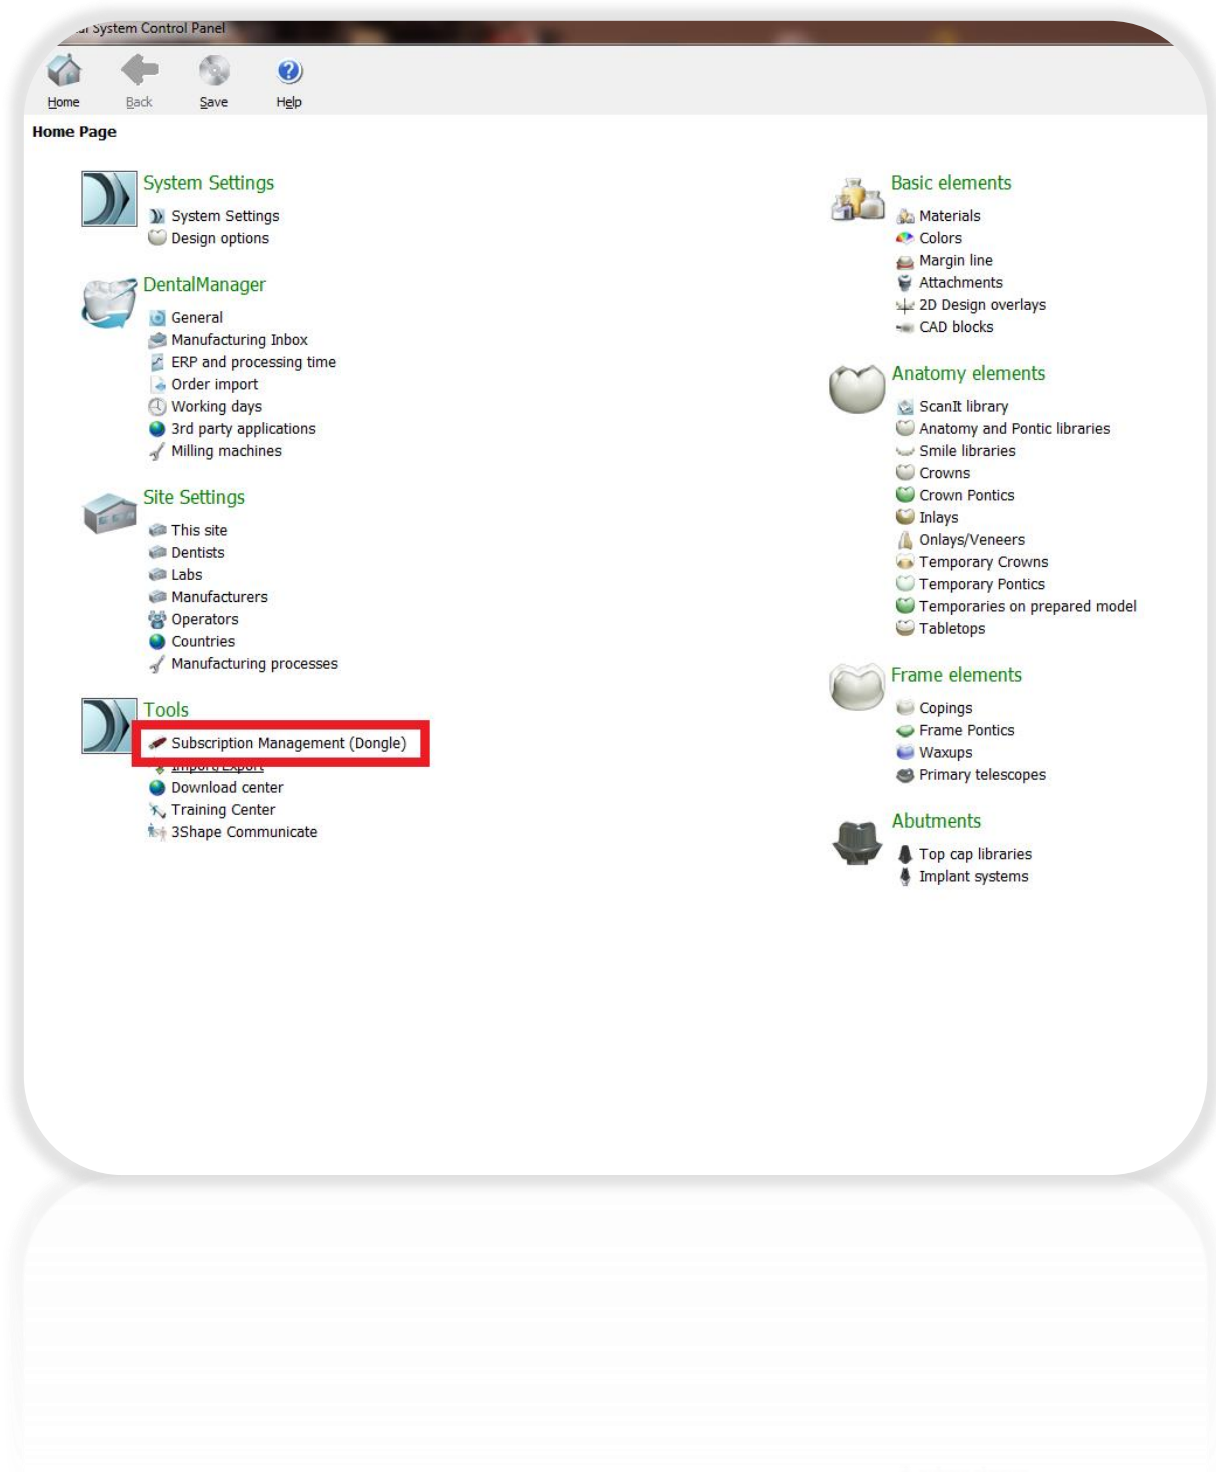 System Control Panel
Home Back Save Help
Home Page
System Settings
System Settings
Design options
DentalManager
General
Manufacturing Inbox
ERP and processing time
Order import
Working days
3rd party applications
Milling machines
Site Settings
This site
Dentists
Labs
Manufacturers
Operators
Countries
Manufacturing processes
Tools
Subscription Management (Dongle)
Import/Export
Download center
Training Center
3Shape Communicate
Basic elements
Materials
Colors
Margin line
Attachments
2D Design overlays
CAD blocks
Anatomy elements
ScanIt library
Anatomy and Pontic libraries
Smile libraries
Crowns
Crown Pontics
Inlays
Onlays/Veneers
Temporary Crowns
Temporary Pontics
Temporaries on prepared model
Tabletops
Frame elements
Copings
Frame Pontics
Waxups
Primary telescopes
Abutments
Top cap libraries
Implant systems